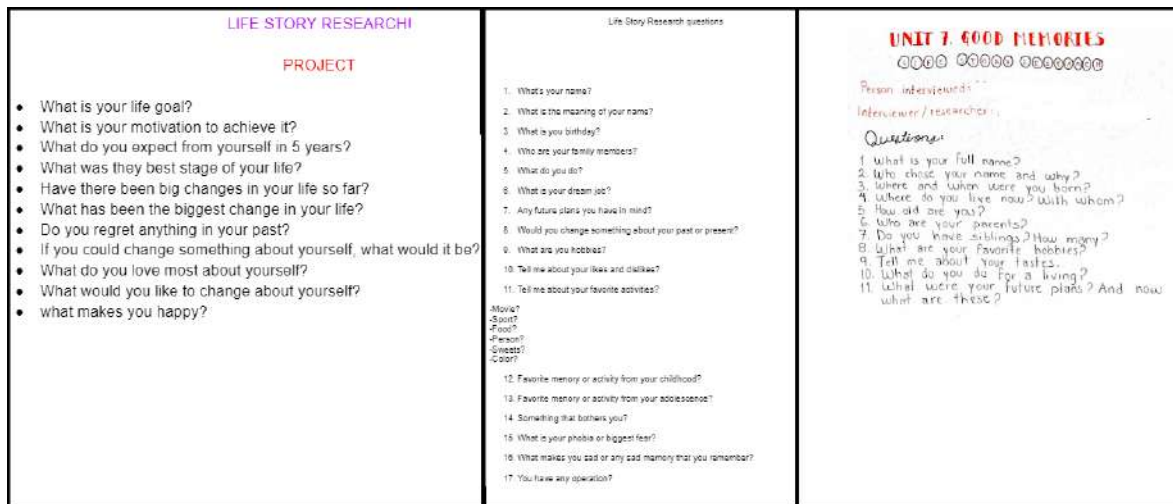 LIFE STORY RESEARCH!
PROJECT
• What is your life goal?
• What is your motivation to achieve it?
• What do you expect from yourself in 5 years?
• What was they best stage of your life?
• Have there been big changes in your life so far?
• What has been the biggest change in your life?
• Do you regret anything in your past?
• If you could change something about yourself, what would it be?
• What do you love most about yourself?
• What would you like to change about yourself?
• what makes you happy?
Life Story Research questions
1. What's your name?
2. What is the meaning of your name?
3. What is you birthday?
4. Who are your family members?
5. What do you do?
6. What is your dream job?
7. Any future plans you have in mind?
8. Would you change something about your past or present?
9. What are you hobbies?
10. Tell me about your likes and dislikes?
11. Tell me about your favorite activities?
-Movie?
-Sport?
-Food?
-Person?
-Sweets?
-Color?
12. Favorite menory or activity from your childhood?
13. Favorite menory or activity from your adolescence?
14. Something that bothers you?
15. What is your phobia or biggest fear?
16. What makes you sad or any sad memory that you remember?
17. You have any operation?
UNIT 7. GOOD MEMORIES
LIFE STORY RESEARCH
Person interviewed:
Interviewer/researcher:
Questions:
1. What is your full name?
2. Who chose your name and why?
3. Where and when were you born?
4. Where do you live now? With whom?
5. How old are you?
6. Who are your parents?
7. Do you have siblings? How many?
8. What are your favorite hobbies?
9. Tell me about your tastes.
10. What do you do for a living?
11. What were your future plans? And now
what are these?